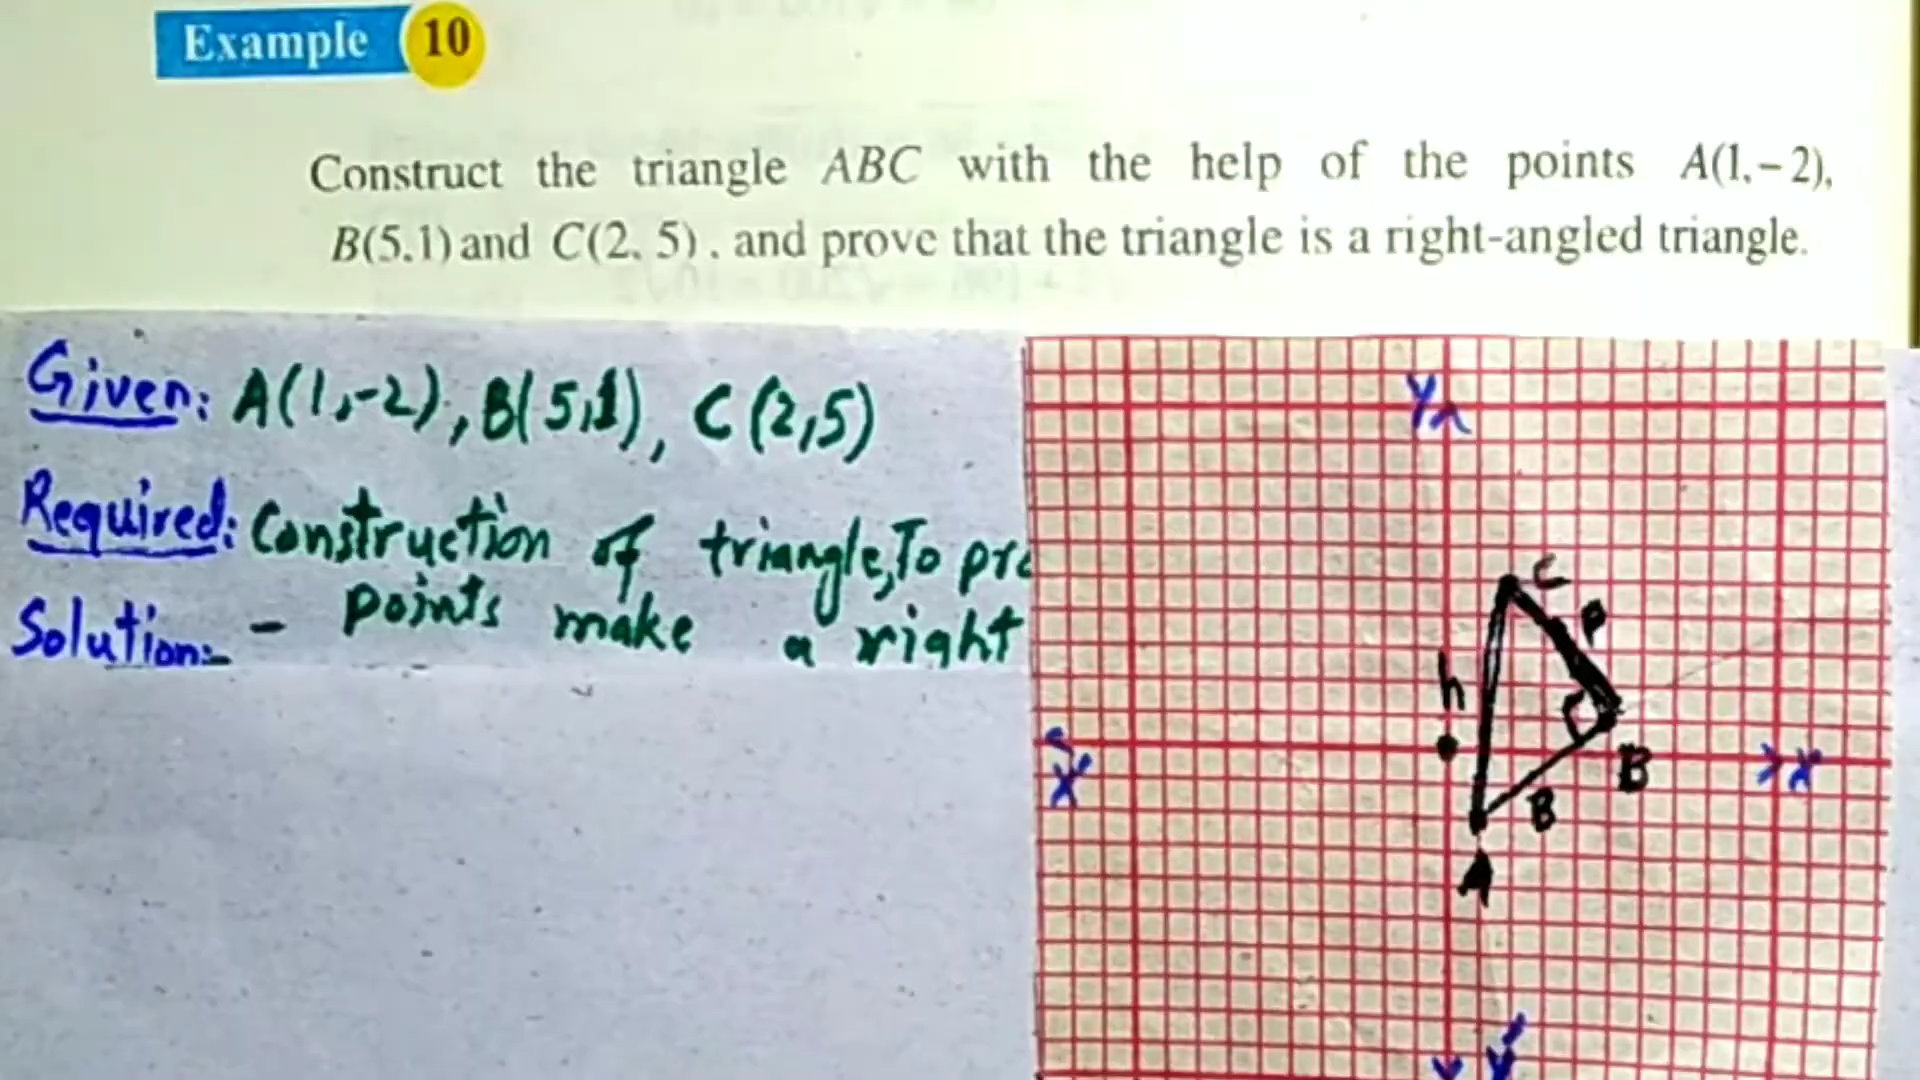 Example 10
Construct the triangle ABC with the help of the points A(1,-2),
B(5,1) and C(2, 5), and prove that the triangle is a right-angled triangle.
Given: A(1,-2), B(5,1), C(2,5)
Required: Construction of triangle, To pro
points make a right
Solution:-
Y
C
P
h
B
X'
X
B
A
Y'